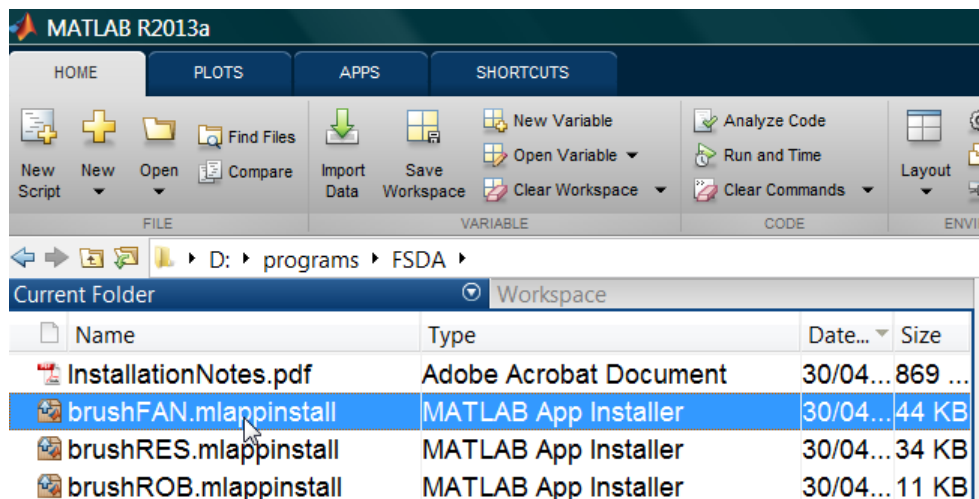 MATLAB R2013a
HOME PLOTS APPS SHORTCUTS
New Script
New
Open
Find Files
Compare
Import Data
Save Workspace
New Variable
Open Variable
Clear Workspace
Analyze Code
Run and Time
Clear Commands
Layout
FILE VARIABLE CODE ENVI
D: programs FSDA
Current Folder Workspace
Name Type Date... Size
InstallationNotes.pdf Adobe Acrobat Document 30/04... 869 ...
brushFAN.mlappinstall MATLAB App Installer 30/04... 44 KB
brushRES.mlappinstall MATLAB App Installer 30/04... 34 KB
brushROB.mlappinstall MATLAB App Installer 30/04... 11 KB